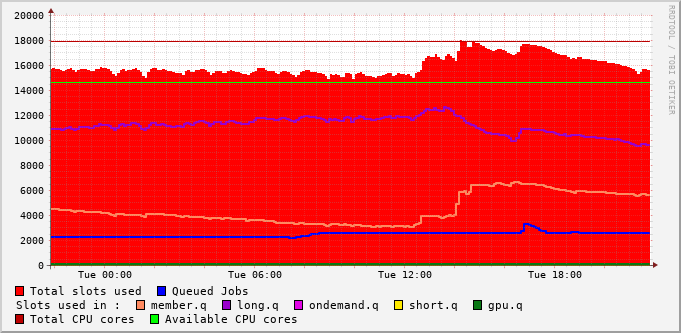 20000
18000
16000
14000
12000
10000
8000
6000
4000
2000
0
Tue 00:00 Tue 06:00 Tue 12:00 Tue 18:00
Total slots used Queued Jobs
Slots used in : member.q long.q ondemand.q short.q gpu.q
Total CPU cores Available CPU cores
RRDTOOL / TOBI OETIKER